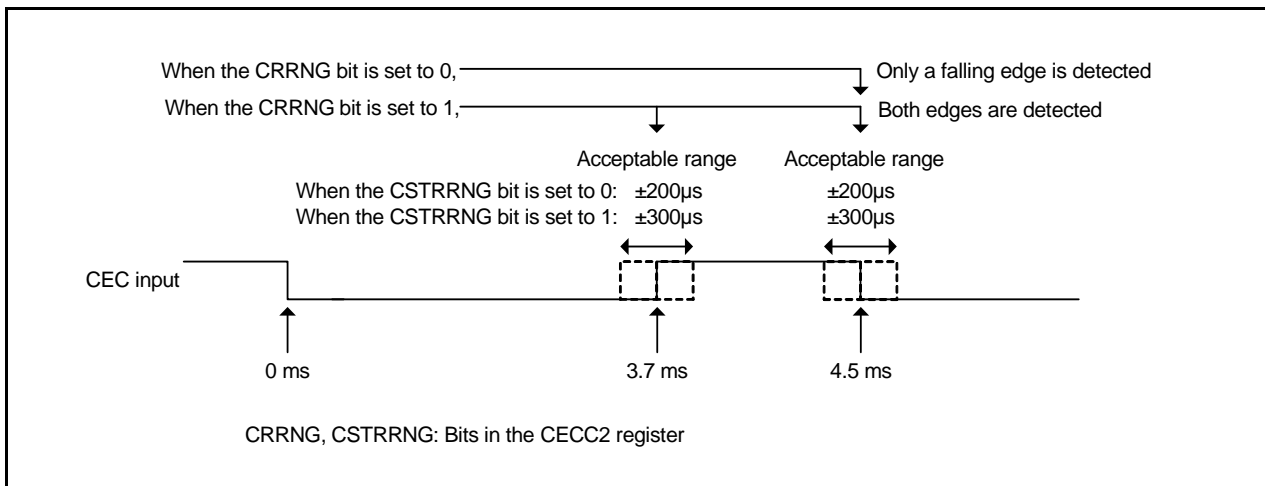 When the CRRNG bit is set to 0, Only a falling edge is detected
When the CRRNG bit is set to 1, Both edges are detected
Acceptable range Acceptable range
When the CSTRRNG bit is set to 0: ±200µs ±200µs
When the CSTRRNG bit is set to 1: ±300µs ±300µs
CEC input
0 ms 3.7 ms 4.5 ms
CRRNG, CSTRRNG: Bits in the CECC2 register